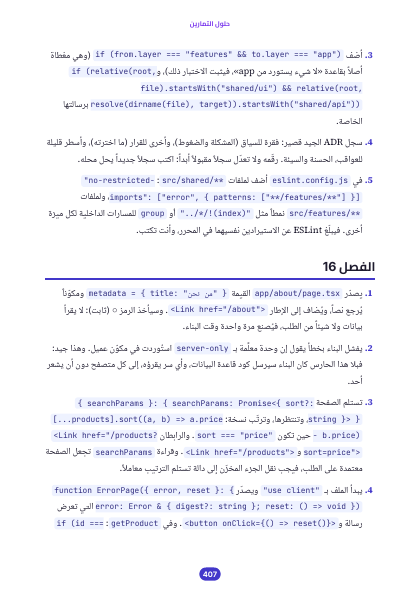 حلول التمارين
3. أضف if (from.layer === "features" && to.layer === "app") (وهي مغطاة
أصلاً بقاعدة «لا شيء يستورد من app»، فيثبت الاختبار ذلك)، و if (relative(root,
file).startsWith("shared/ui") && relative(root,
resolve(dirname(file), target)).startsWith("shared/api")) برسالتها
الخاصة.
4. سجل ADR الجيد قصير: فقرة للسياق (المشكلة والضغوط)، وأخرى للقرار (ما اخترته)، وأسطر قليلة
للعواقب، الحسنة والسيئة. رقّمه ولا تعدّل سجلاً مقبولاً أبداً: اكتب سجلاً جديداً يحل محله.
5. في eslint.config.js أضف لملفات src/shared/**: "no-restricted-
imports": ["error", { patterns: ["**/features/**"] }]، ولملفات
src/features/** نمطاً مثل "../*/!(index)" أو group للمسارات الداخلية لكل ميزة
أخرى. فيبلّغ ESLint عن الاستيرادين نفسيهما في المحرر، وأنت تكتب.
الفصل 16
1. يصدّر app/about/page.tsx القيمة metadata = { title: "من نحن" } ومكوّناً
يُرجع نصاً، ويُضاف إلى الإطار <Link href="/about">. وسيأخذ الرمز ○ (ثابت): لا يقرأ
بيانات ولا شيئاً من الطلب، فيُصنع مرة واحدة وقت البناء.
2. يفشل البناء بخطأ يقول إن وحدة معلَّمة بـ server-only استُوردت في مكوّن عميل. وهذا جيد:
فبلا هذا الحارس كان البناء سيرسل كود قاعدة البيانات، وأي سر يقرؤه، إلى كل متصفح دون أن يشعر
أحد.
3. تستلم الصفحة { searchParams }: { searchParams: Promise<{ sort?:
string }> }، وتنتظرها، وترتّب نسخة: [...products].sort((a, b) => a.price
- b.price) حين تكون sort === "price". والرابطان <Link href="/products?
sort=price"> و <Link href="/products">. وقراءة searchParams تجعل الصفحة
معتمدة على الطلب، فيجب نقل الجزء المخزّن إلى دالة تستلم الترتيب معاملاً.
4. يبدأ الملف بـ "use client" ويصدّر function ErrorPage({ error, reset }: {
error: Error & { digest?: string }; reset: () => void }) التي تعرض
رسالة و <button onClick={() => reset()}>. وفي getProduct: if (id ===
407